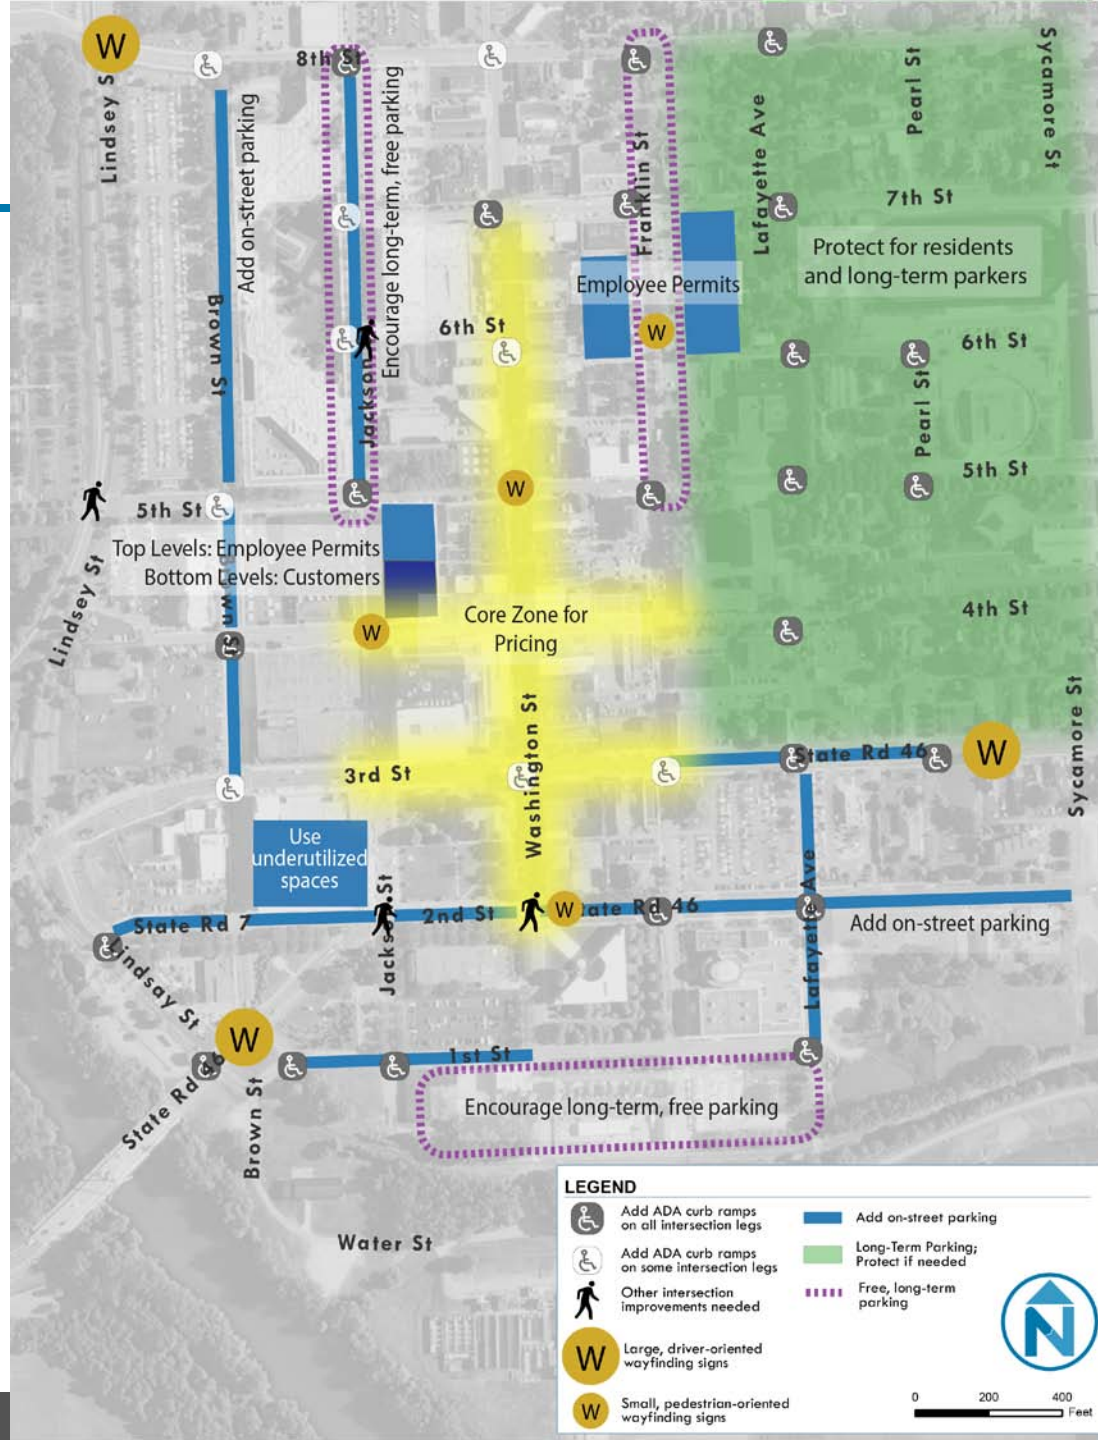 W
Lindsey S
8th St
Add on-street parking
Encourage long-term, free parking
Franklin St
Lafayette Ave
Pearl St
Sycamore St
7th St
Protect for residents
and long-term parkers
Employee Permits
W
Brown St
Jackson
6th St
6th St
Pearl St
5th St
W
5th St
Top Levels: Employee Permits
Bottom Levels: Customers
Brown St
Lindsey St
W
Core Zone for
Pricing
4th St
Washington St
3rd St
State Rd 46
W
Sycamore St
Use
underutilized
spaces
State Rd 7
Jackson St
2nd St
W
tate Rd 46
Lafayette Ave
Add on-street parking
Lindsay St
W
State Rd 46
Brown St
1st St
Encourage long-term, free parking
Water St
LEGEND
Add ADA curb ramps
on all intersection legs
Add ADA curb ramps
on some intersection legs
Other intersection
improvements needed
W
Large, driver-oriented
wayfinding signs
W
Small, pedestrian-oriented
wayfinding signs
Add on-street parking
Long-Term Parking;
Protect if needed
Free, long-term
parking
N
0 200 400
Feet